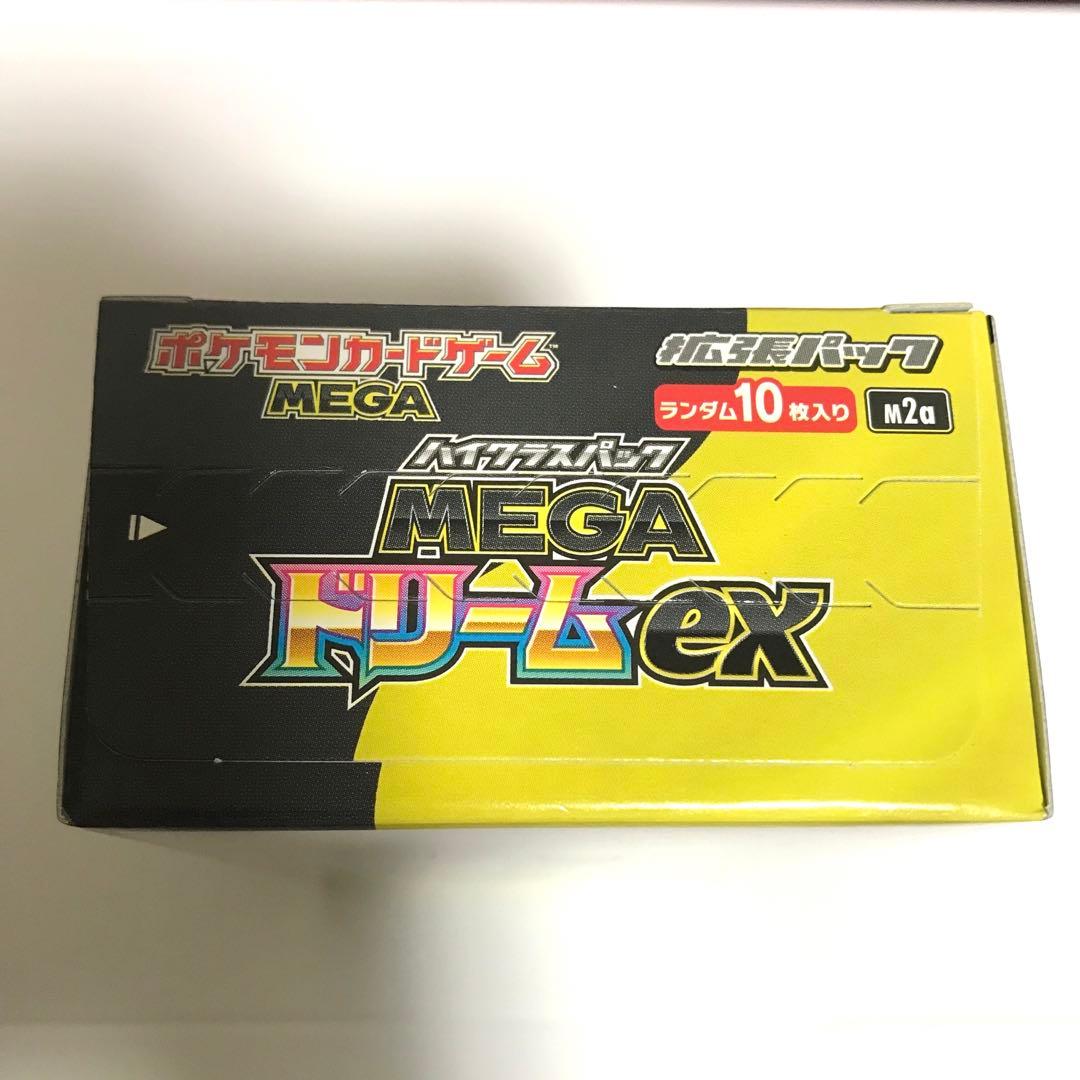 ポケモンカードゲーム™
MEGA
拡張パック
ランダム10枚入り
M2a
ハイクラスパック
MEGA
ドリームex